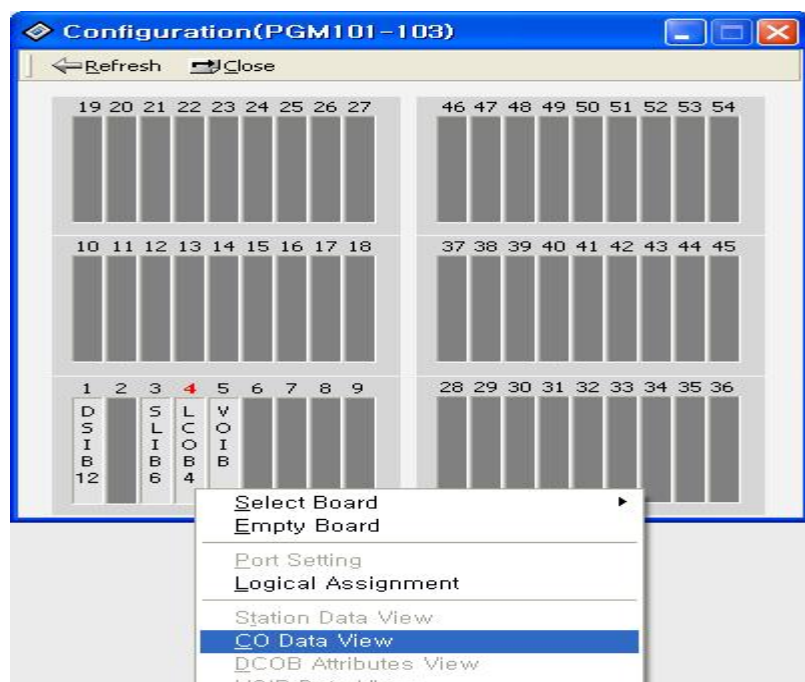 Configuration(PGM101-103)
Refresh Close
19 20 21 22 23 24 25 26 27
46 47 48 49 50 51 52 53 54
10 11 12 13 14 15 16 17 18
37 38 39 40 41 42 43 44 45
1 2 3 4 5 6 7 8 9
28 29 30 31 32 33 34 35 36
DSIB12
SLIB6
LCOB4
VOIB
Select Board
Empty Board
Port Setting
Logical Assignment
Station Data View
CO Data View
DCOB Attributes View